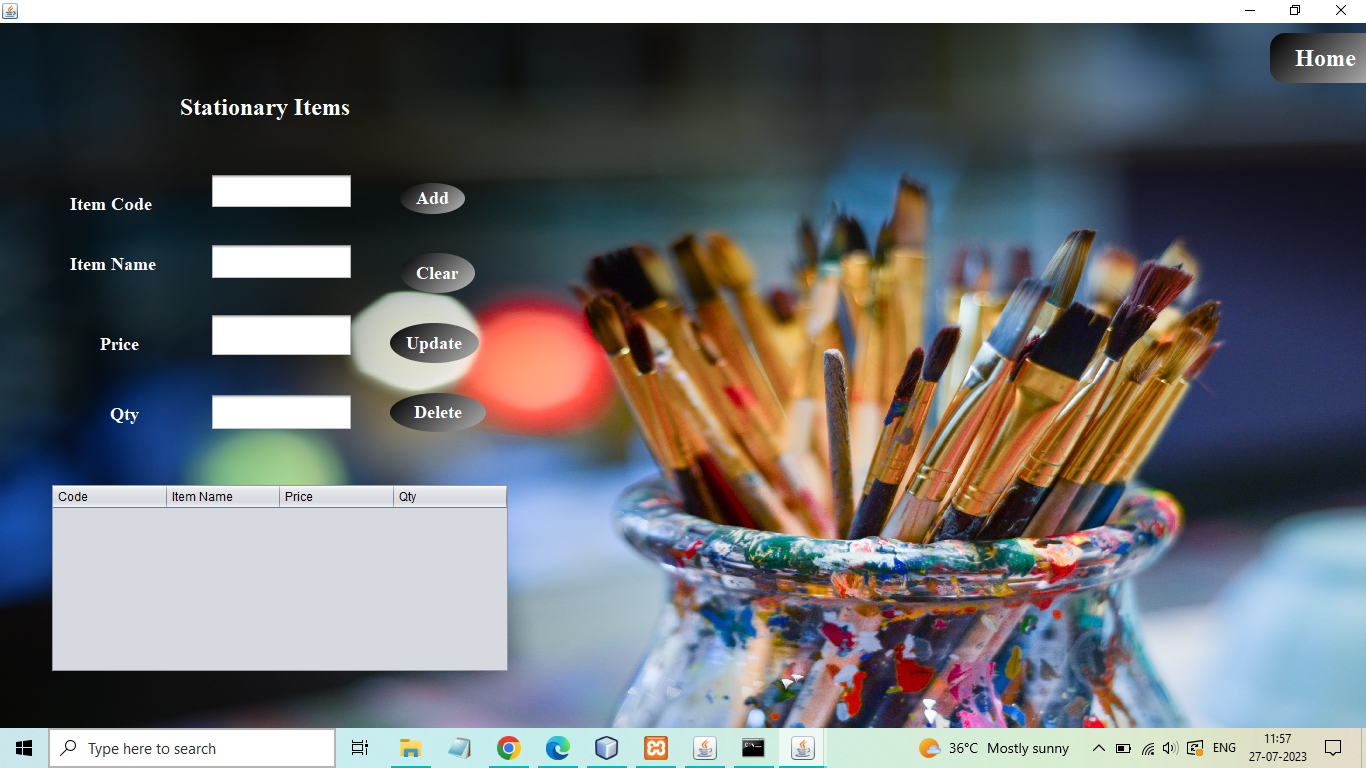 Home
Stationary Items
Item Code
Add
Item Name
Clear
Price
Update
Qty
Delete
Code Item Name Price Qty
Type here to search
36°C Mostly sunny
ENG
11:57
27-07-2023